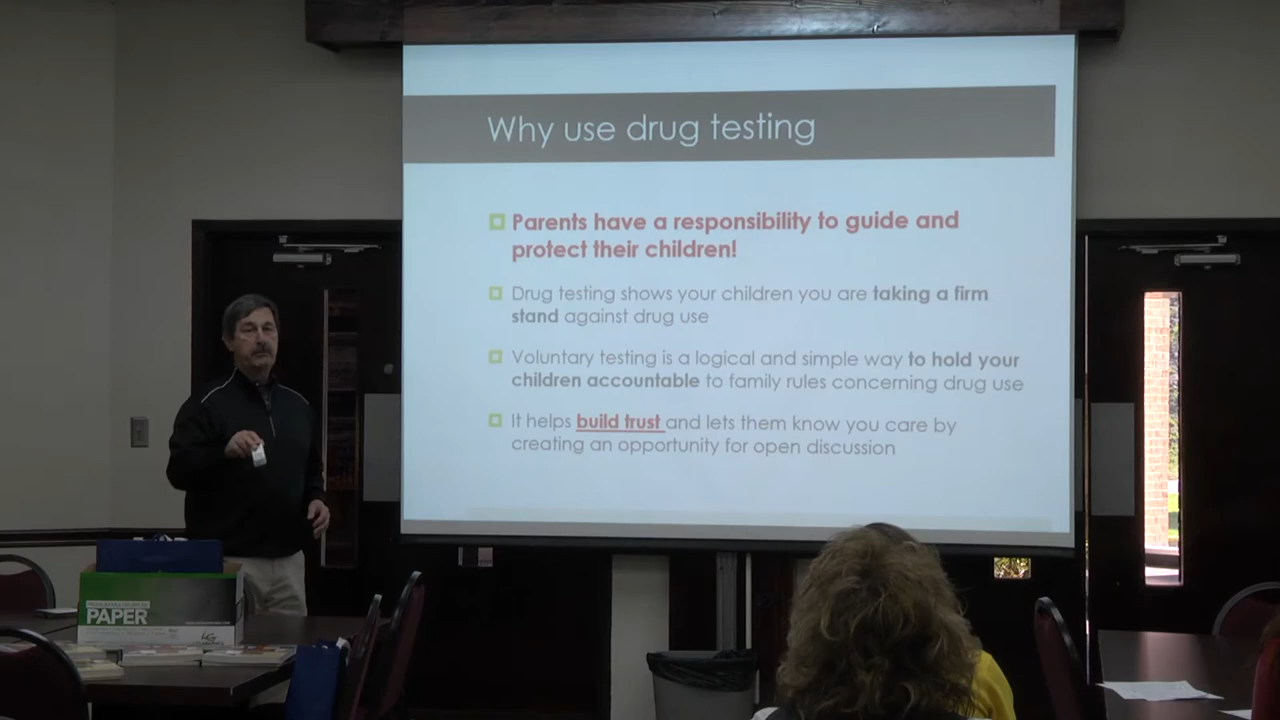 Why use drug testing
Parents have a responsibility to guide and
protect their children!
Drug testing shows your children you are taking a firm
stand against drug use
Voluntary testing is a logical and simple way to hold your
children accountable to family rules concerning drug use
It helps build trust and lets them know you care by
creating an opportunity for open discussion
PAPER